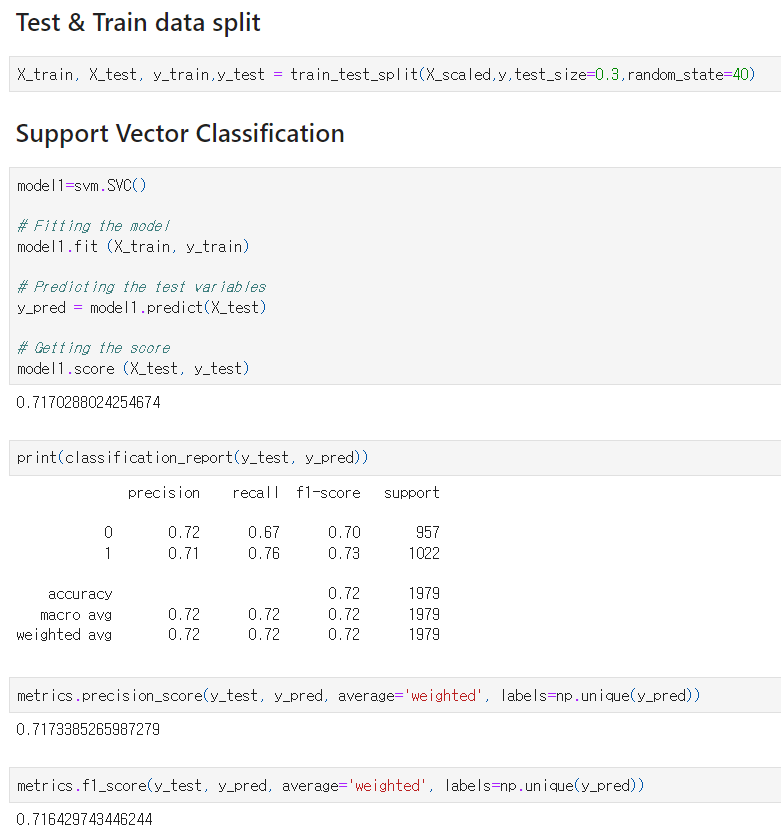 Test & Train data split
X_train, X_test, y_train,y_test = train_test_split(X_scaled,y,test_size=0.3,random_state=40)
Support Vector Classification
model1=svm.SVC()
# Fitting the model
model1.fit (X_train, y_train)
# Predicting the test variables
y_pred = model1.predict(X_test)
# Getting the score
model1.score (X_test, y_test)
0.7170288024254674
print(classification_report(y_test, y_pred))
precision recall f1-score support
0 0.72 0.67 0.70 957
1 0.71 0.76 0.73 1022
accuracy 0.72 1979
macro avg 0.72 0.72 0.72 1979
weighted avg 0.72 0.72 0.72 1979
metrics.precision_score(y_test, y_pred, average='weighted', labels=np.unique(y_pred))
0.7173385265987279
metrics.f1_score(y_test, y_pred, average='weighted', labels=np.unique(y_pred))
0.716429743446244